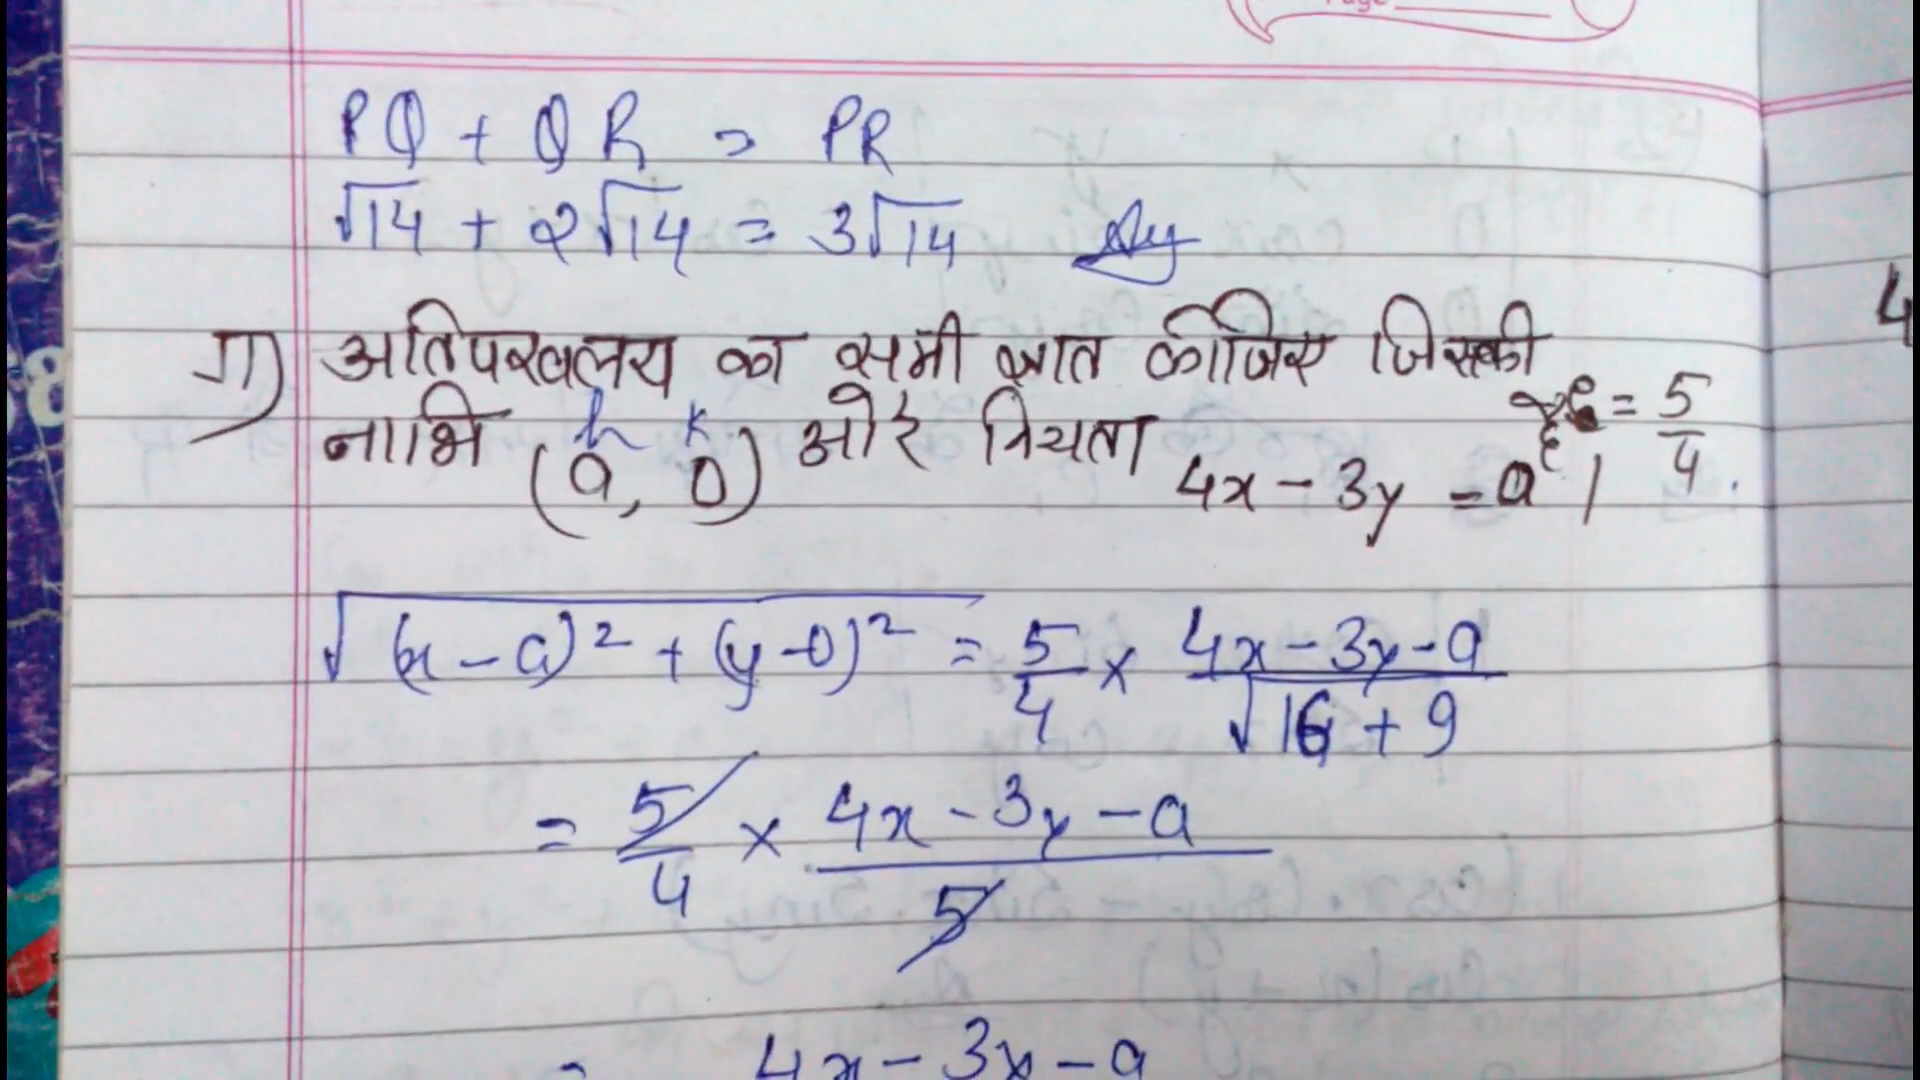 PQ + QR = PR
√14 + 2√14 = 3√14 Ans
ग) अतिपरवलय का समी ज्ञात कीजिए जिसकी
नाभि (a, 0) और नियता 4x - 3y = a। e = 5/4
h k
√(x - a)² + (y - 0)² = 5/4 × 4x - 3y - a/√16 + 9
= 5/4 × 4x - 3y - a/5
= 4x - 3y - a